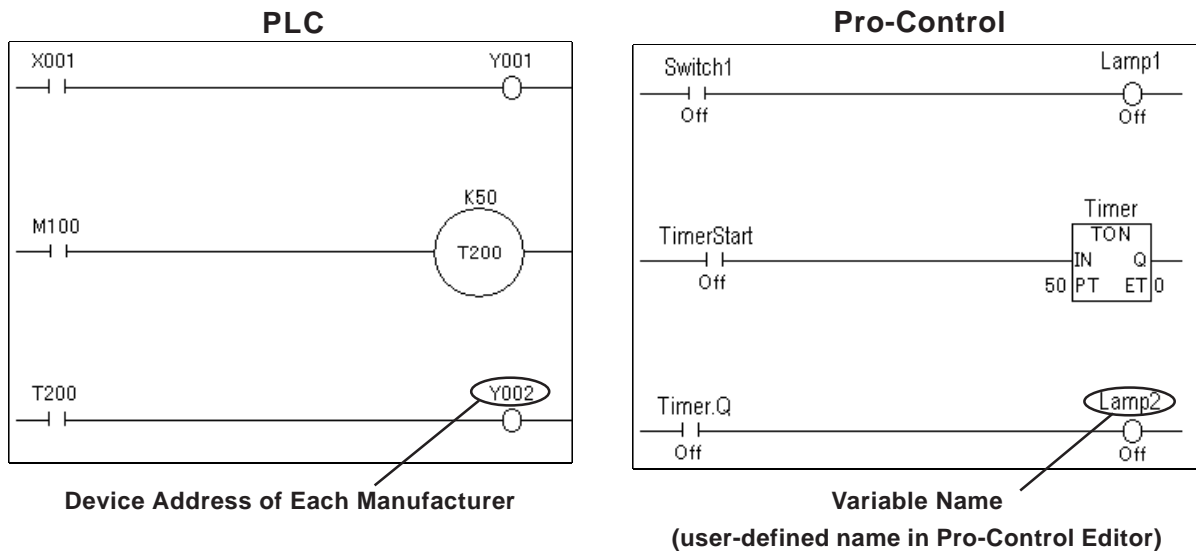 PLC
X001 Y001
K50
M100
T200
T200 Y002
Device Address of Each Manufacturer
Pro-Control
Switch1 Lamp1
Off Off
Timer
TimerStart TON
IN Q
Off 50 PT ET 0
Timer.Q Lamp2
Off Off
Variable Name
(user-defined name in Pro-Control Editor)